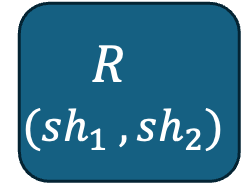 R
(sh₁ , sh₂)